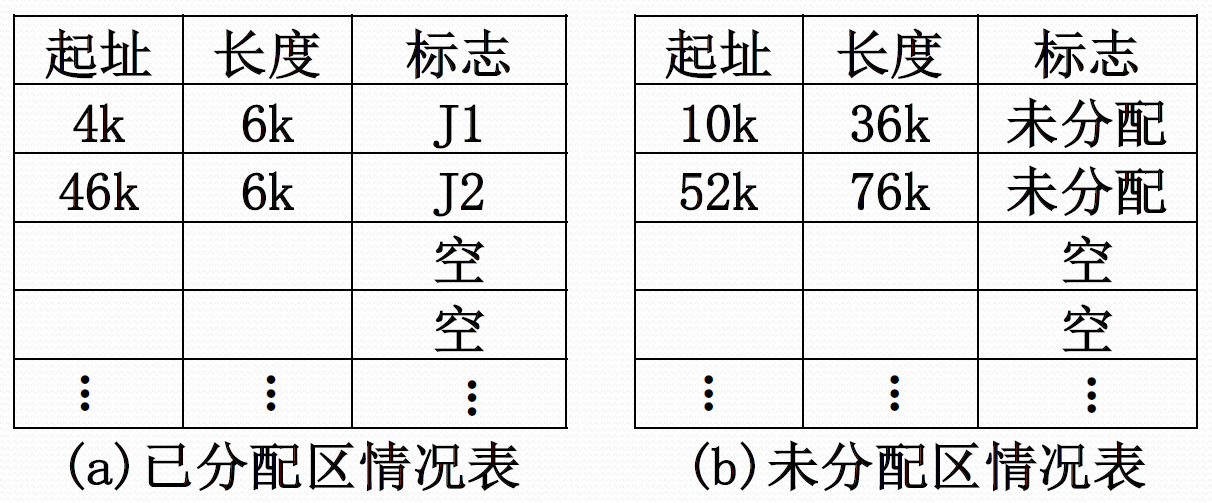 起址 长度 标志 起址 长度 标志
4k 6k J1 10k 36k 未分配
46k 6k J2 52k 76k 未分配
空 空
空 空
⋮ ⋮ ⋮ ⋮ ⋮ ⋮
(a)已分配区情况表 (b)未分配区情况表